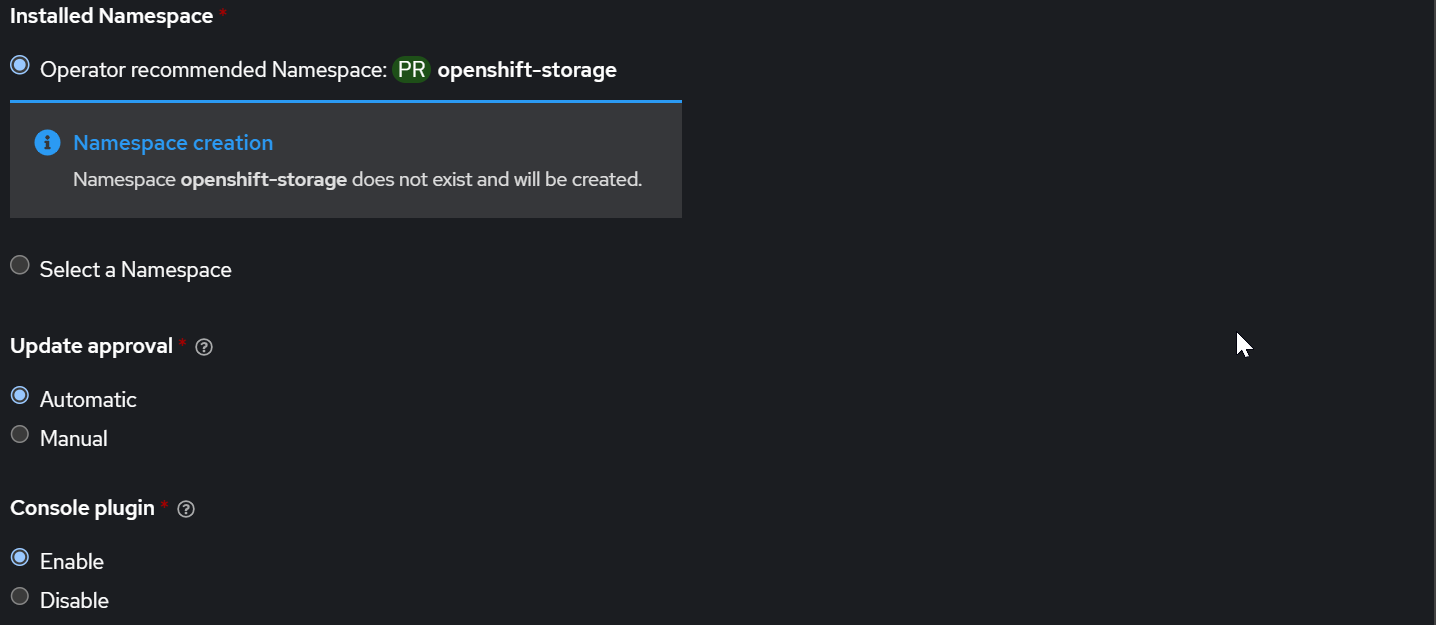 Installed Namespace *
Operator recommended Namespace: PR openshift-storage
Namespace creation
Namespace openshift-storage does not exist and will be created.
Select a Namespace
Update approval *
Automatic
Manual
Console plugin *
Enable
Disable